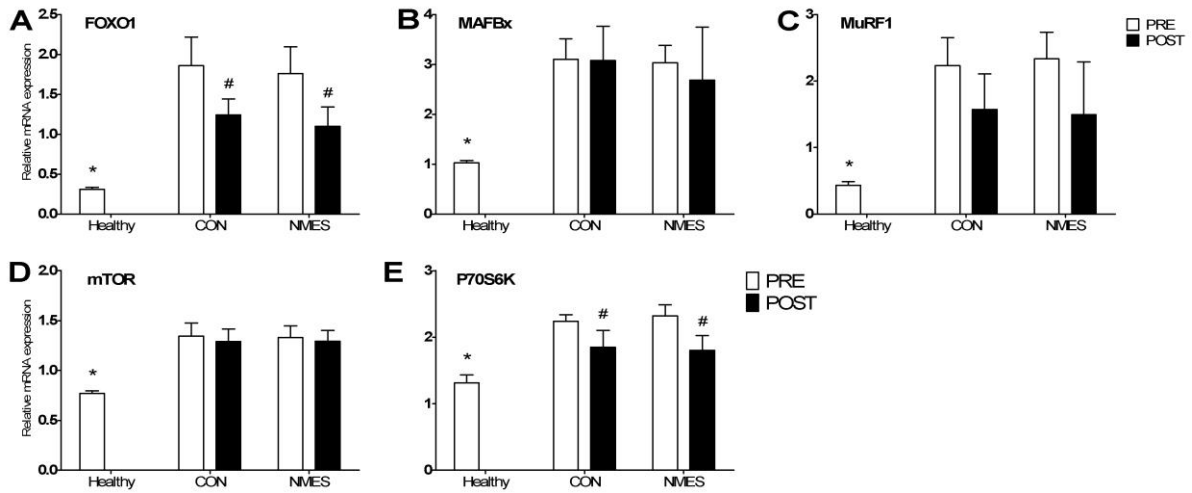 A FOXO1
Relative mRNA expression
2.5
2.0
1.5
1.0
0.5
0.0
*
#
#
Healthy CON NMES
B MAFBx
4
3
2
1
0
*
Healthy CON NMES
C MuRF1
3
2
1
0
*
Healthy CON NMES
PRE
POST
D mTOR
Relative mRNA expression
2.0
1.5
1.0
0.5
0.0
*
Healthy CON NMES
E P70S6K
3
2
1
0
*
#
#
Healthy CON NMES
PRE
POST